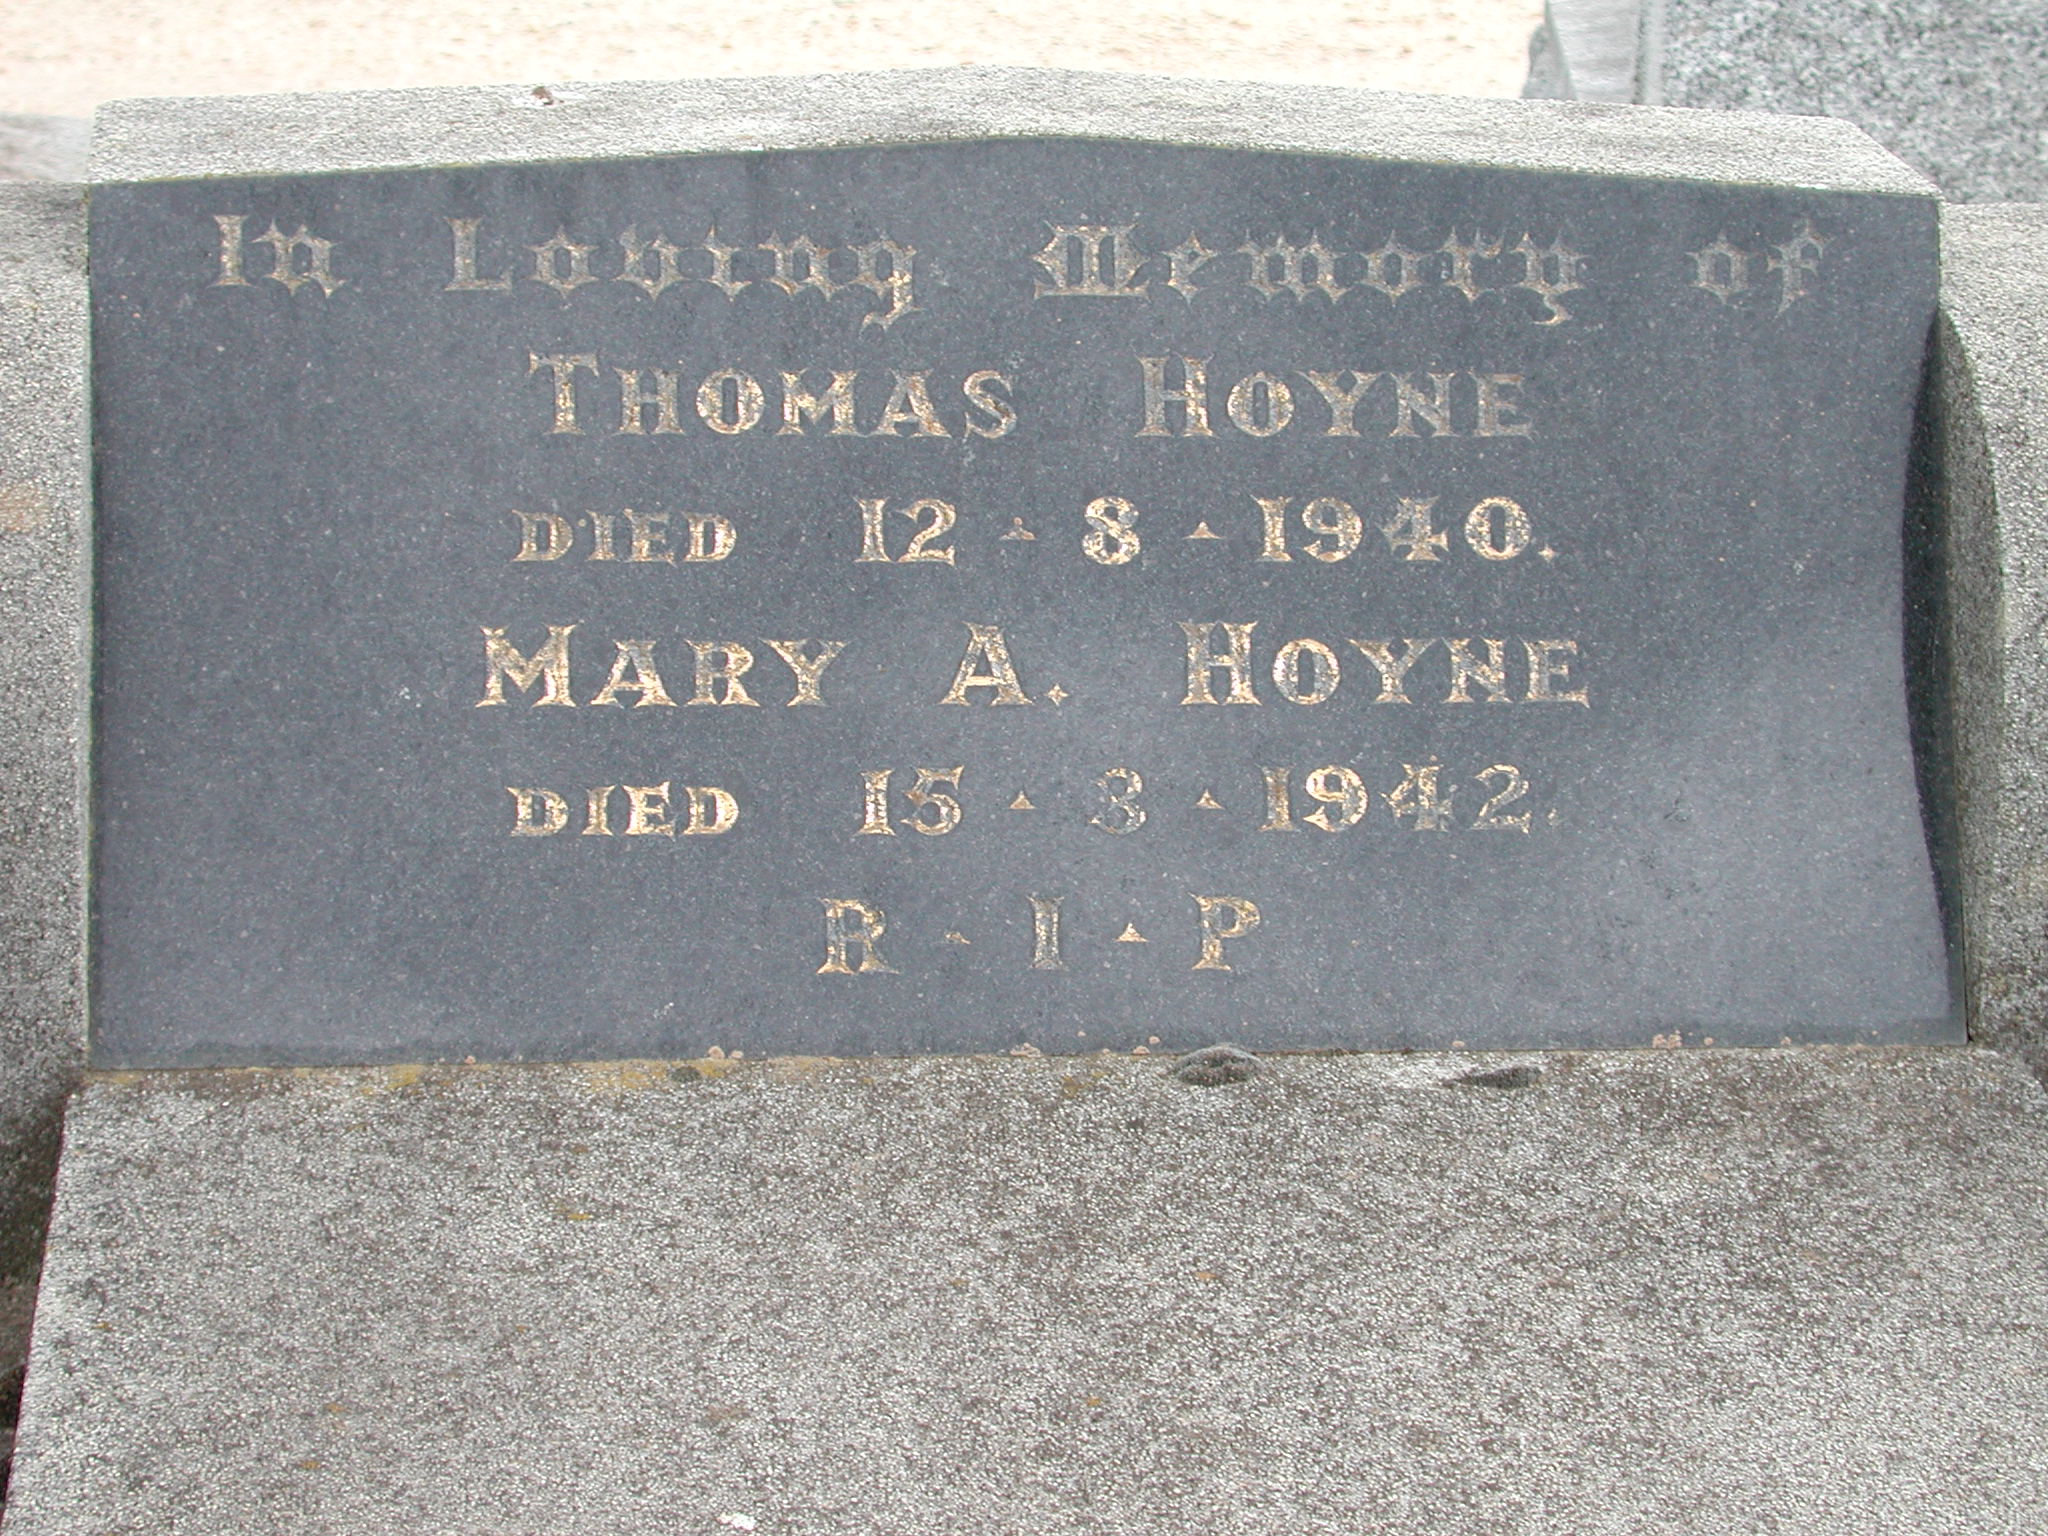 In Loving Memory of
THOMAS HOYNE
DIED 12-8-1940.
MARY A. HOYNE
DIED 15-3-1942.
R-I-P